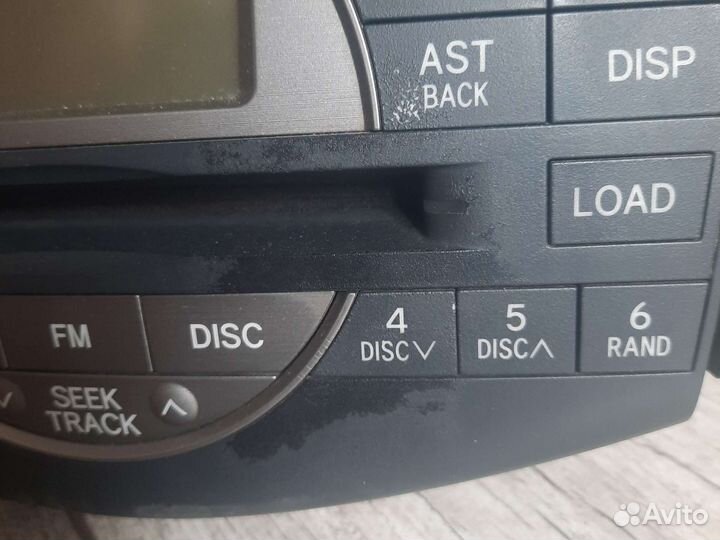 AST
BACK
DISP
LOAD
FM
DISC
4
DISC
5
DISC
6
RAND
SEEK
TRACK
Avito